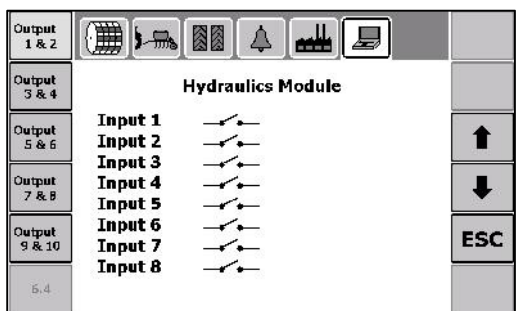 Output
1 & 2
Output
3 & 4
Output
5 & 6
Output
7 & 8
Output
9 & 10
6.4
Hydraulics Module
Input 1
Input 2
Input 3
Input 4
Input 5
Input 6
Input 7
Input 8
ESC